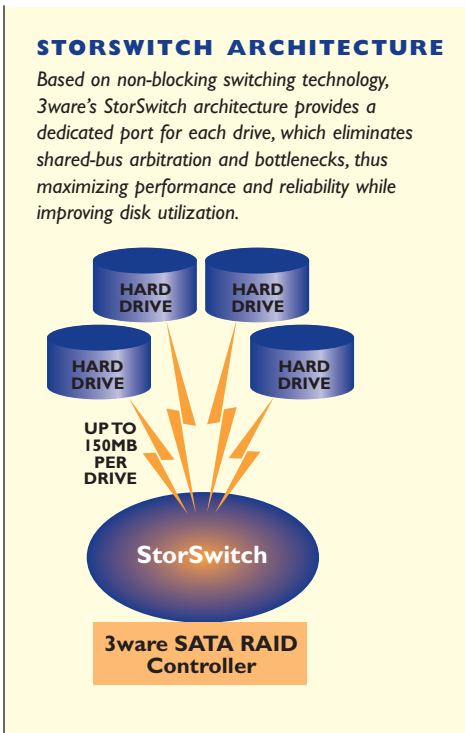 STORSWITCH ARCHITECTURE
Based on non-blocking switching technology,
3ware's StorSwitch architecture provides a
dedicated port for each drive, which eliminates
shared-bus arbitration and bottlenecks, thus
maximizing performance and reliability while
improving disk utilization.
HARD
DRIVE
HARD
DRIVE
HARD
DRIVE
HARD
DRIVE
UP TO
150MB
PER
DRIVE
StorSwitch
3ware SATA RAID
Controller